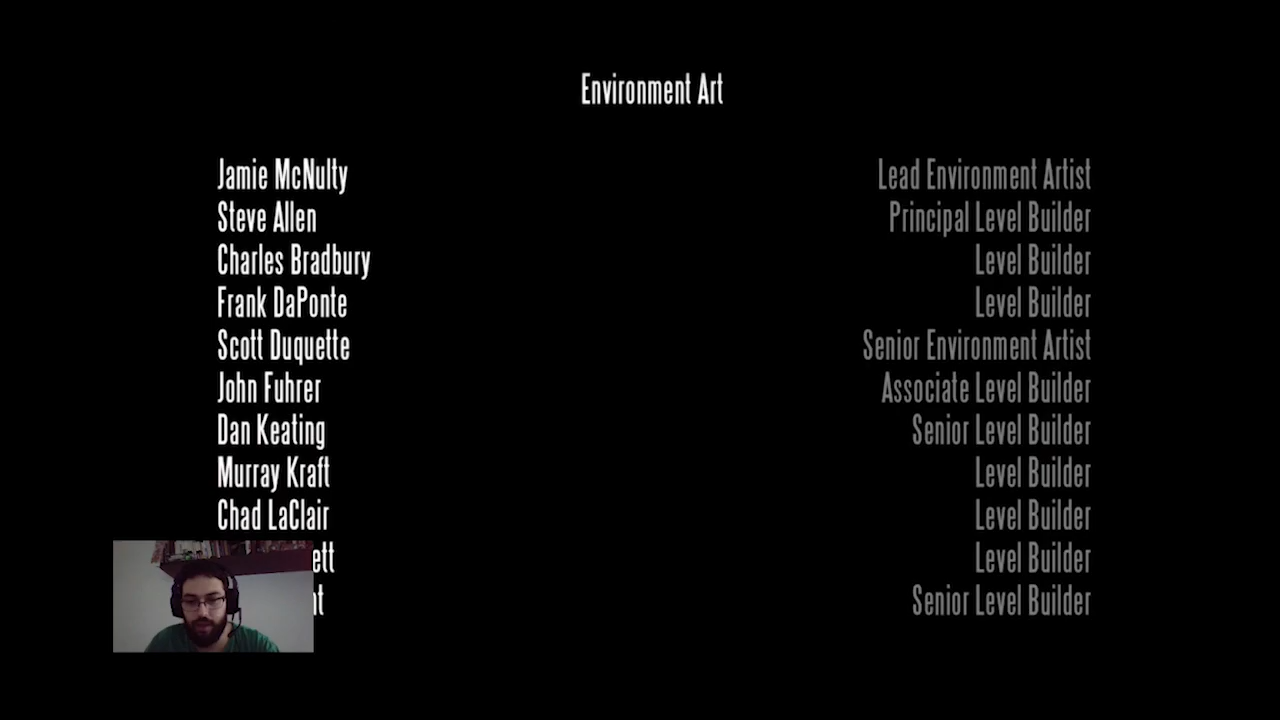 Environment Art
Jamie McNulty Lead Environment Artist
Steve Allen Principal Level Builder
Charles Bradbury Level Builder
Frank DaPonte Level Builder
Scott Duquette Senior Environment Artist
John Fuhrer Associate Level Builder
Dan Keating Senior Level Builder
Murray Kraft Level Builder
Chad LaClair Level Builder
Level Builder
Senior Level Builder